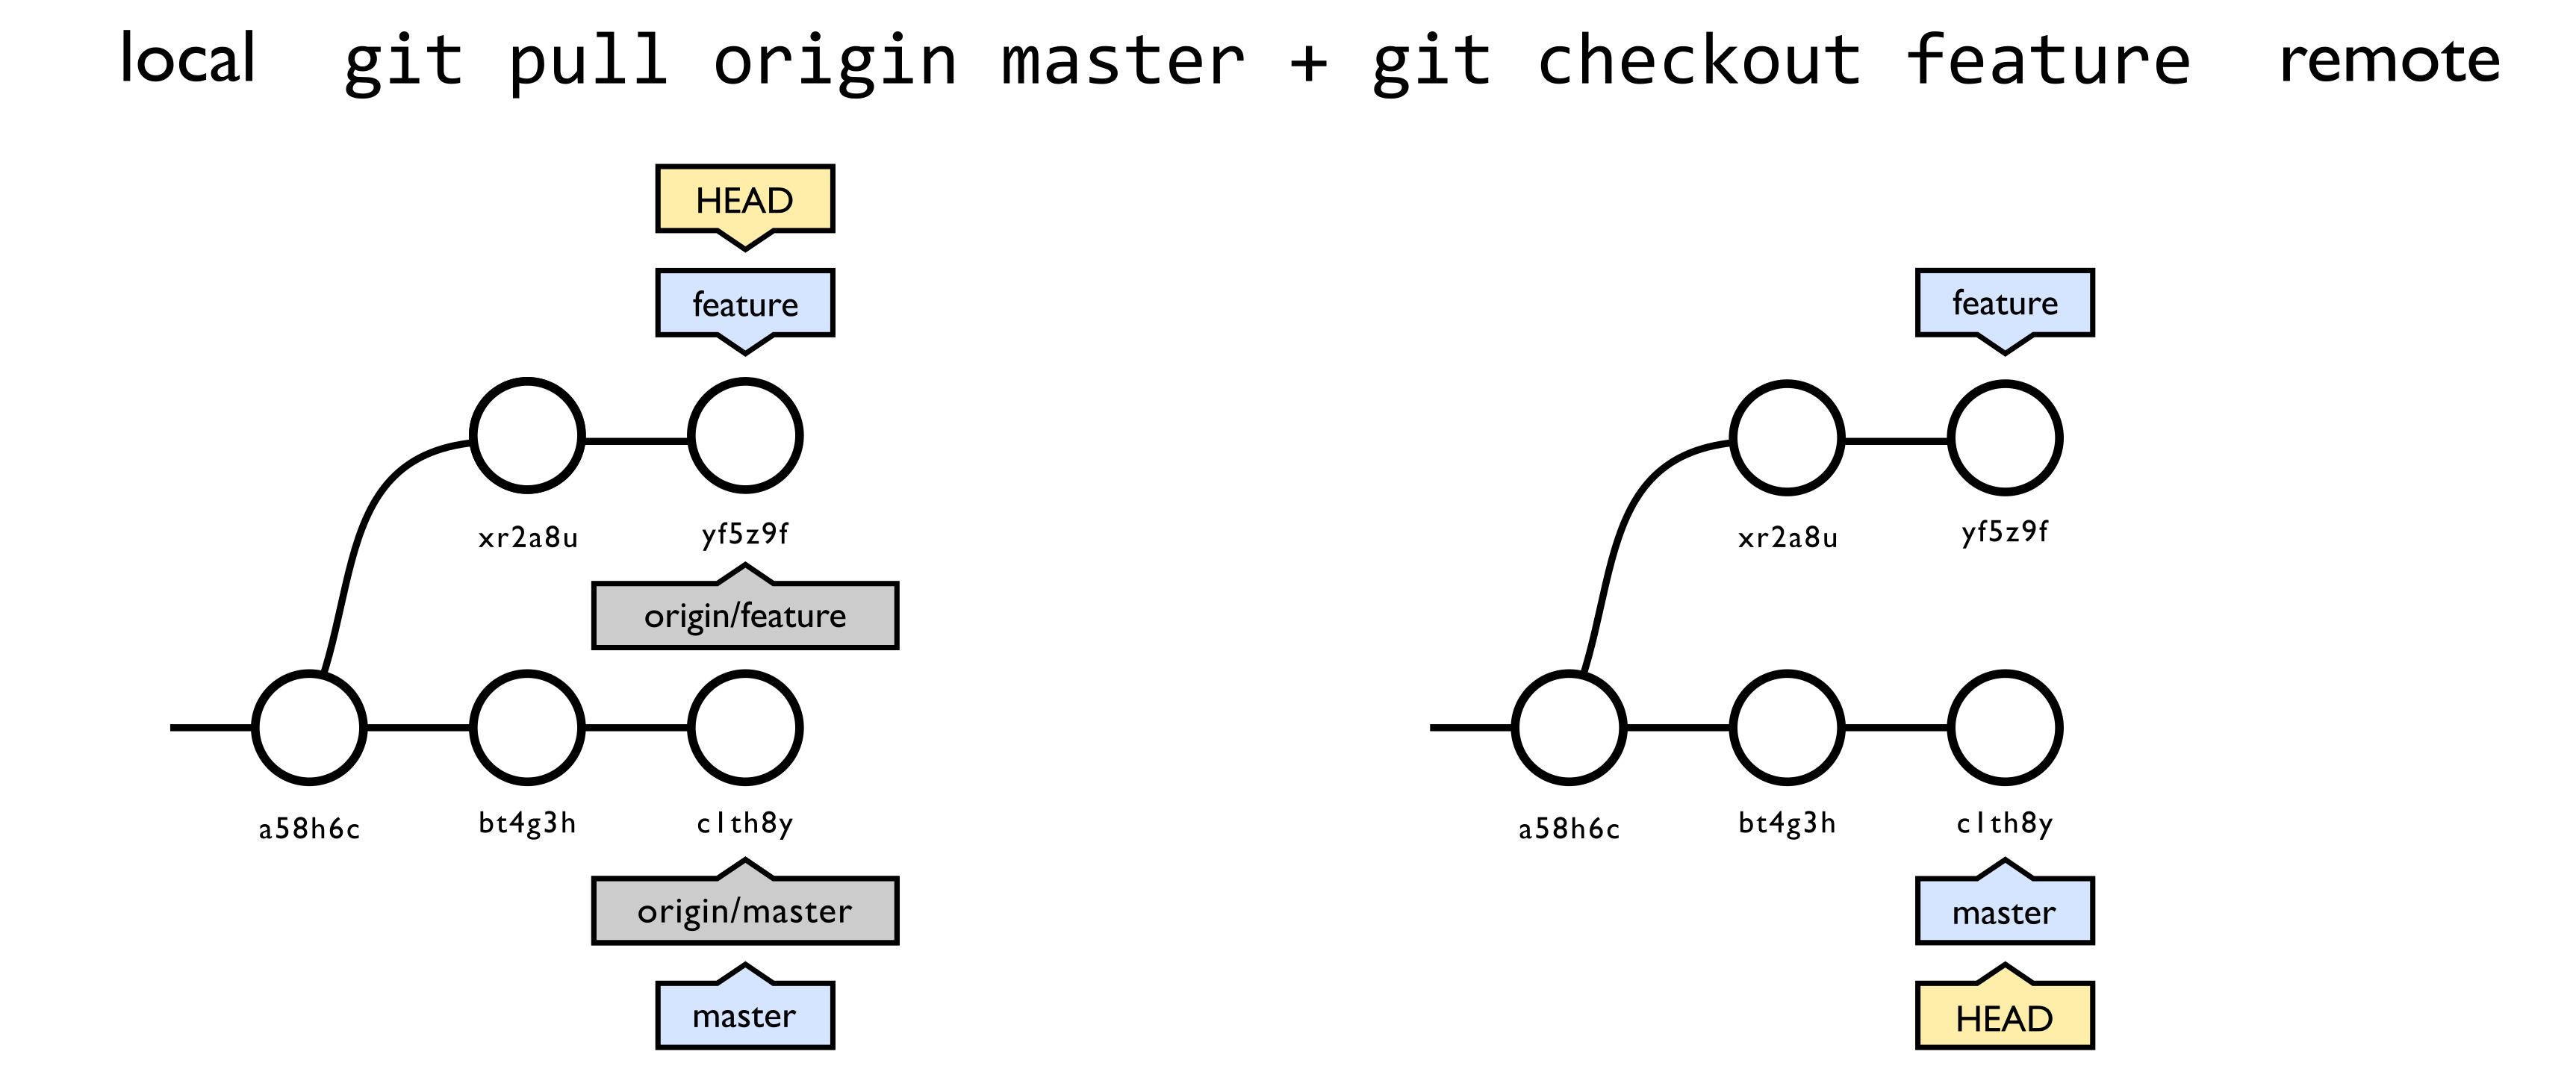 local git pull origin master + git checkout feature remote
HEAD
feature
feature
xr2a8u yf5z9f
xr2a8u yf5z9f
origin/feature
a58h6c bt4g3h c1th8y
a58h6c bt4g3h c1th8y
origin/master
master
master
HEAD